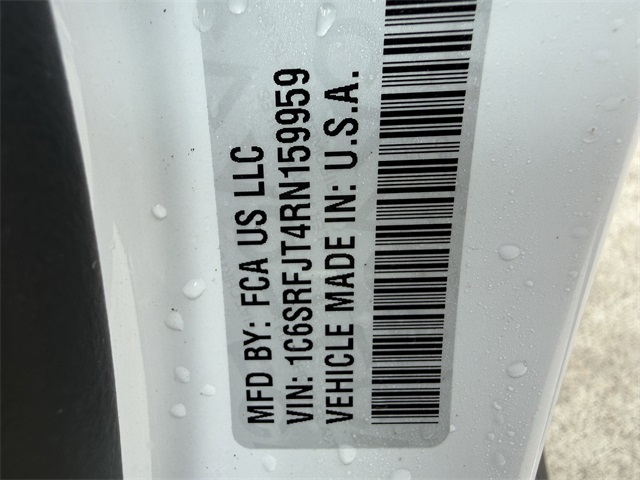 MFD BY: FCA US LLC
VIN: 1C6SRFJT4RN159959
VEHICLE MADE IN: U.S.A.